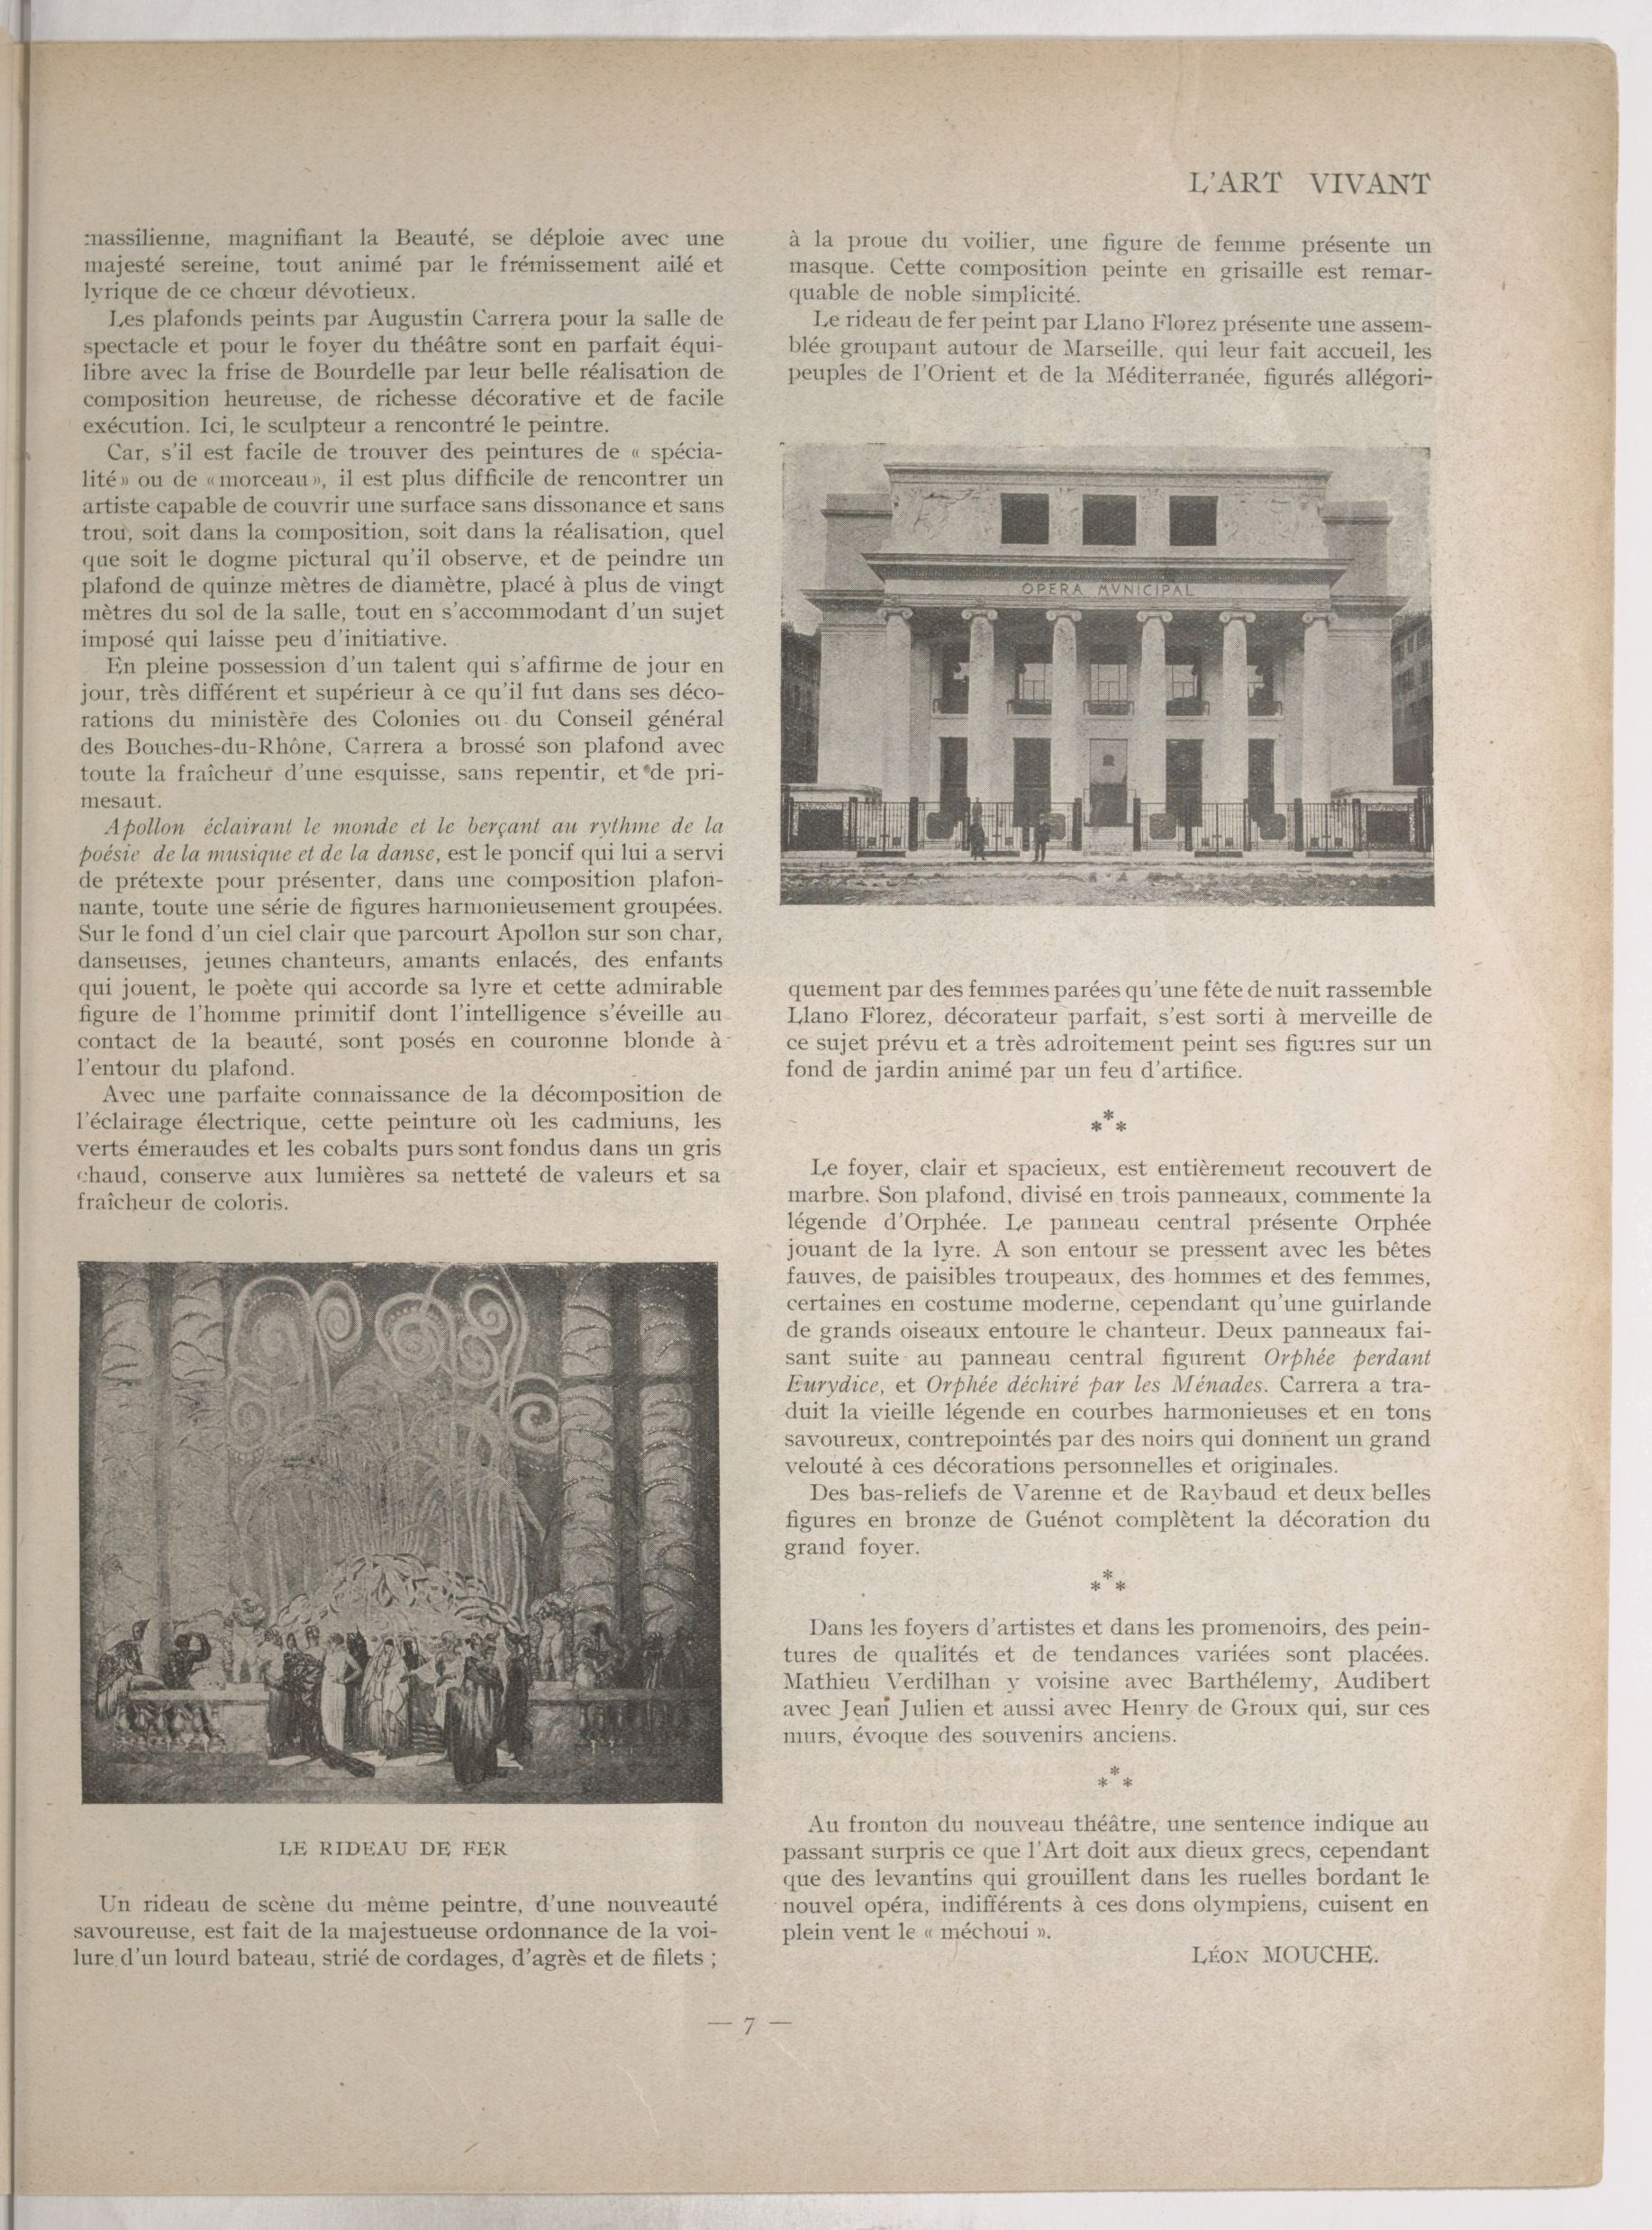 L'ART VIVANT
massilienne, magnifiant la Beauté, se déploie avec une
majesté sereine, tout animé par le frémissement ailé et
lyrique de ce chœur dévotieux.
Les plafonds peints par Augustin Carrera pour la salle de
spectacle et pour le foyer du théâtre sont en parfait équi-
libre avec la frise de Bourdelle par leur belle réalisation de
composition heureuse, de richesse décorative et de facile
exécution. Ici, le sculpteur a rencontré le peintre.
Car, s'il est facile de trouver des peintures de « spécia-
lité » ou de « morceau », il est plus difficile de rencontrer un
artiste capable de couvrir une surface sans dissonance et sans
trou, soit dans la composition, soit dans la réalisation, quel
que soit le dogme pictural qu'il observe, et de peindre un
plafond de quinze mètres de diamètre, placé à plus de vingt
mètres du sol de la salle, tout en s'accommodant d'un sujet
imposé qui laisse peu d'initiative.
En pleine possession d'un talent qui s'affirme de jour en
jour, très différent et supérieur à ce qu'il fut dans ses déco-
rations du ministère des Colonies ou du Conseil général
des Bouches-du-Rhône, Carrera a brossé son plafond avec
toute la fraîcheur d'une esquisse, sans repentir, et de pri-
mesaut.
Apollon éclairant le monde et le berçant au rythme de la
poésie de la musique et de la danse, est le poncif qui lui a servi
de prétexte pour présenter, dans une composition plafon-
nante, toute une série de figures harmonieusement groupées.
Sur le fond d'un ciel clair que parcourt Apollon sur son char,
danseuses, jeunes chanteurs, amants enlacés, des enfants
qui jouent, le poète qui accorde sa lyre et cette admirable
figure de l'homme primitif dont l'intelligence s'éveille au
contact de la beauté, sont posés en couronne blonde à
l'entour du plafond.
Avec une parfaite connaissance de la décomposition de
l'éclairage électrique, cette peinture où les cadmiuns, les
verts émeraudes et les cobalts purs sont fondus dans un gris
chaud, conserve aux lumières sa netteté de valeurs et sa
fraîcheur de coloris.
LE RIDEAU DE FER
Un rideau de scène du même peintre, d'une nouveauté
savoureuse, est fait de la majestueuse ordonnance de la voi-
lure d'un lourd bateau, strié de cordages, d'agrès et de filets ;
à la proue du voilier, une figure de femme présente un
masque. Cette composition peinte en grisaille est remar-
quable de noble simplicité.
Le rideau de fer peint par Llano Florez présente une assem-
blée groupant autour de Marseille, qui leur fait accueil, les
peuples de l'Orient et de la Méditerranée, figurés allégori-
OPERA MVNICIPAL
quement par des femmes parées qu'une fête de nuit rassemble
Llano Florez, décorateur parfait, s'est sorti à merveille de
ce sujet prévu et a très adroitement peint ses figures sur un
fond de jardin animé par un feu d'artifice.
* * *
Le foyer, clair et spacieux, est entièrement recouvert de
marbre. Son plafond, divisé en trois panneaux, commente la
légende d'Orphée. Le panneau central présente Orphée
jouant de la lyre. A son entour se pressent avec les bêtes
fauves, de paisibles troupeaux, des hommes et des femmes,
certaines en costume moderne, cependant qu'une guirlande
de grands oiseaux entoure le chanteur. Deux panneaux fai-
sant suite au panneau central figurent Orphée perdant
Eurydice, et Orphée déchiré par les Ménades. Carrera a tra-
duit la vieille légende en courbes harmonieuses et en tons
savoureux, contrepointés par des noirs qui donnent un grand
velouté à ces décorations personnelles et originales.
Des bas-reliefs de Varenne et de Raybaud et deux belles
figures en bronze de Guénot complètent la décoration du
grand foyer.
* * *
Dans les foyers d'artistes et dans les promenoirs, des pein-
tures de qualités et de tendances variées sont placées.
Mathieu Verdilhan y voisine avec Barthélemy, Audibert
avec Jean Julien et aussi avec Henry de Groux qui, sur ces
murs, évoque des souvenirs anciens.
* * *
Au fronton du nouveau théâtre, une sentence indique au
passant surpris ce que l'Art doit aux dieux grecs, cependant
que des levantins qui grouillent dans les ruelles bordant le
nouvel opéra, indifférents à ces dons olympiens, cuisent en
plein vent le « méchoui ».
LÉON MOUCHE.
— 7 —